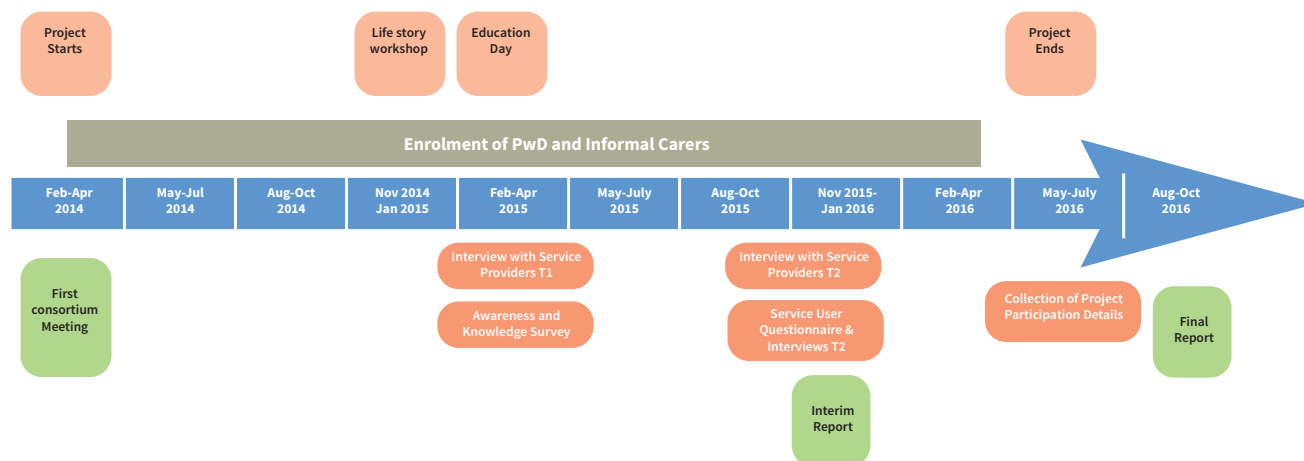 Project
Starts
Life story
workshop
Education
Day
Project
Ends
Enrolment of PwD and Informal Carers
Feb-Apr
2014
May-Jul
2014
Aug-Oct
2014
Nov 2014
Jan 2015
Feb-Apr
2015
May-July
2015
Aug-Oct
2015
Nov 2015-
Jan 2016
Feb-Apr
2016
May-July
2016
Aug-Oct
2016
First
consortium
Meeting
Interview with Service
Providers T1
Awareness and
Knowledge Survey
Interview with Service
Providers T2
Service User
Questionnaire &
Interviews T2
Interim
Report
Collection of Project
Participation Details
Final
Report